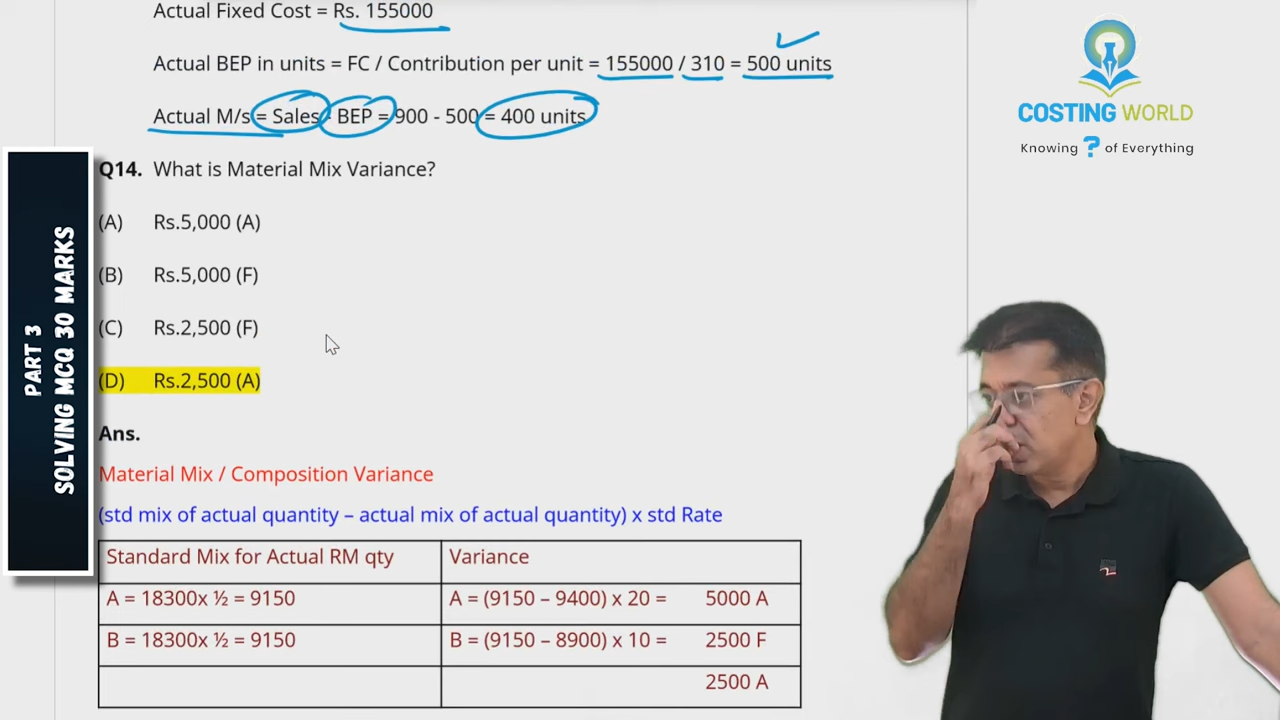 Actual Fixed Cost = Rs. 155000
Actual BEP in units = FC / Contribution per unit = 155000 / 310 = 500 units
Actual M/s = Sales - BEP = 900 - 500 = 400 units
Q14. What is Material Mix Variance?
(A) Rs.5,000 (A)
(B) Rs.5,000 (F)
(C) Rs.2,500 (F)
(D) Rs.2,500 (A)
Ans.
Material Mix / Composition Variance
(std mix of actual quantity – actual mix of actual quantity) x std Rate
Standard Mix for Actual RM qty Variance
A = 18300x ½ = 9150 A = (9150 – 9400) x 20 = 5000 A
B = 18300x ½ = 9150 B = (9150 – 8900) x 10 = 2500 F
2500 A
PART 3
SOLVING MCQ 30 MARKS
COSTING WORLD
Knowing ? of Everything